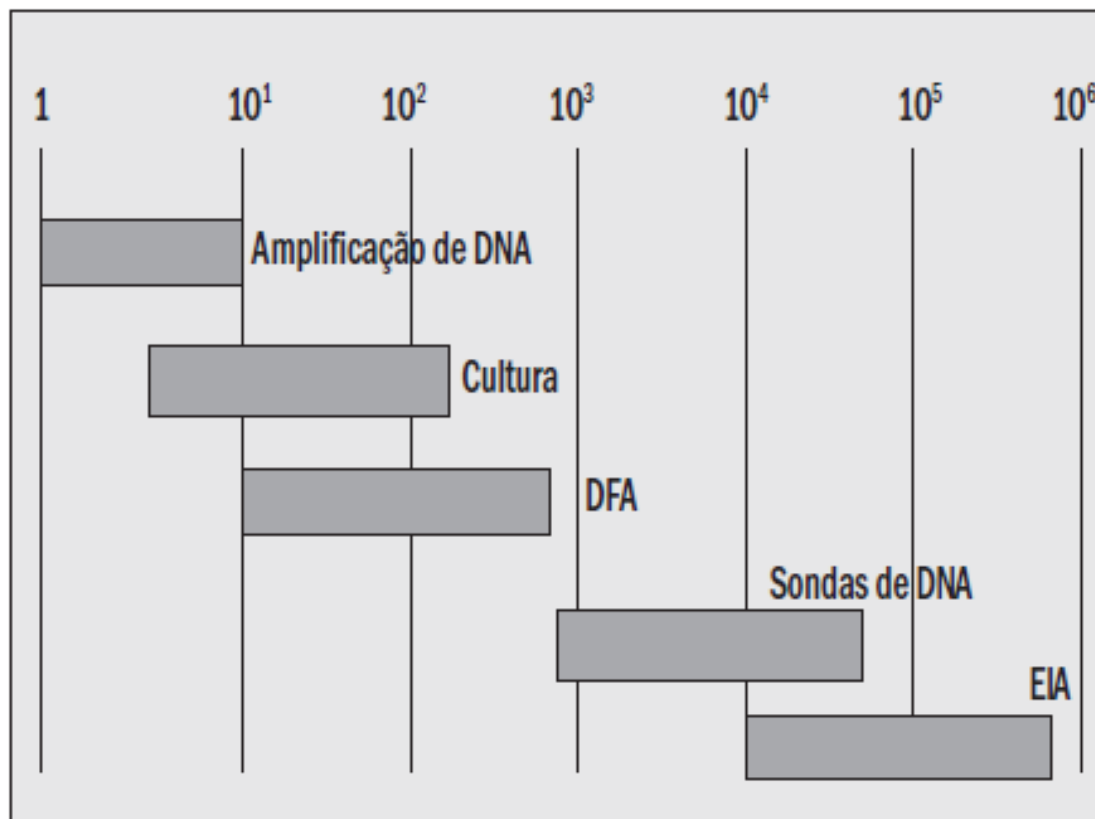 1 10¹ 10² 10³ 10⁴ 10⁵ 10⁶
Amplificação de DNA
Cultura
DFA
Sondas de DNA
EIA